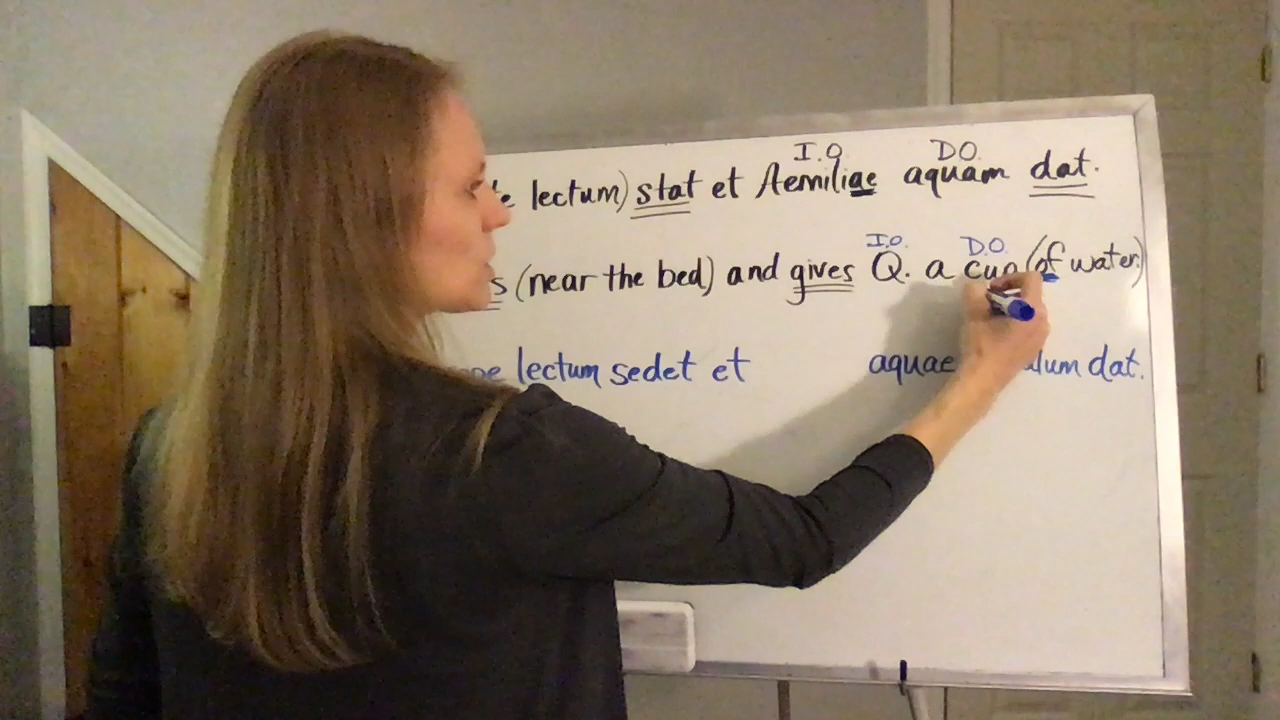 I.O. D.O.
lectum) stat et Aemiliae aquam dat.
I.O. D.O.
(near the bed) and gives Q. a cup (of water.)
lectum sedet et aquae dat.